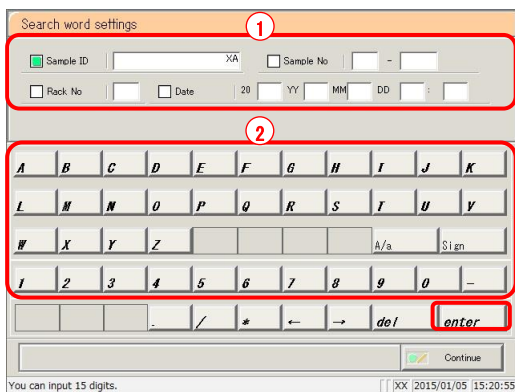 Search word settings
1
Sample ID XA Sample No -
Rack No Date 20 YY MM DD :
2
A B C D E F G H I J K
L M N O P Q R S T U V
W X Y Z A/a Sign
1 2 3 4 5 6 7 8 9 0 -
. / * ← → del enter
Continue
You can input 15 digits. XX 2015/01/05 15:20:55